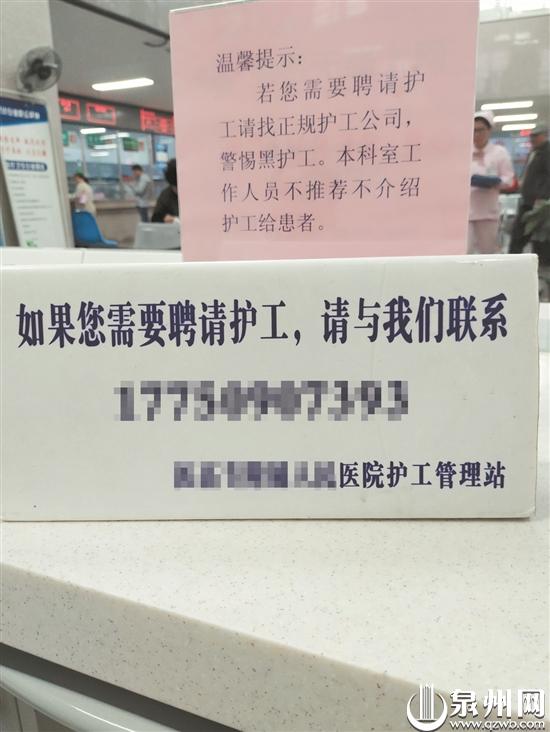 温馨提示:
若您需要聘请护
工请找正规护工公司，
警惕黑护工。本科室工
作人员不推荐不介绍
护工给患者。
如果您需要聘请护工，请与我们联系
医院护工管理站
泉州网
www.qzwb.com